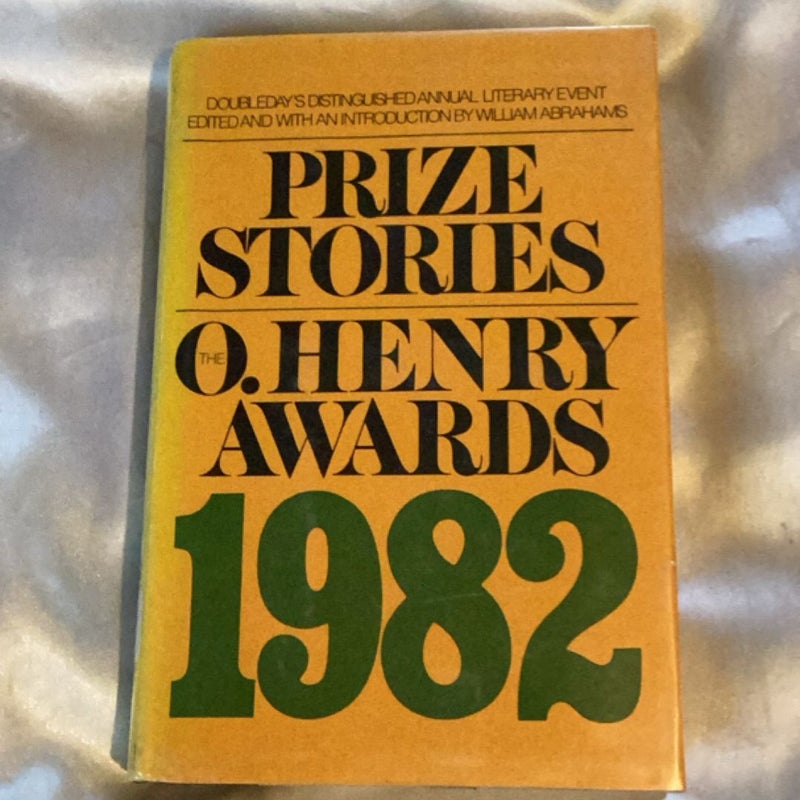 DOUBLEDAY'S DISTINGUISHED ANNUAL LITERARY EVENT
EDITED AND WITH AN INTRODUCTION BY WILLIAM ABRAHAMS
PRIZE
STORIES
THE O. HENRY
AWARDS
1982